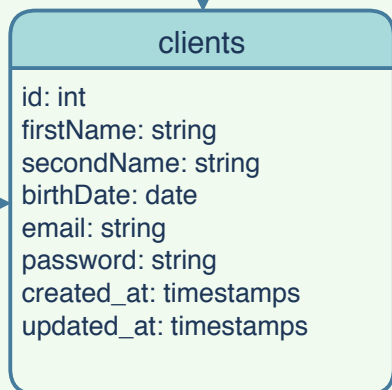 clients
id: int
firstName: string
secondName: string
birthDate: date
email: string
password: string
created_at: timestamps
updated_at: timestamps